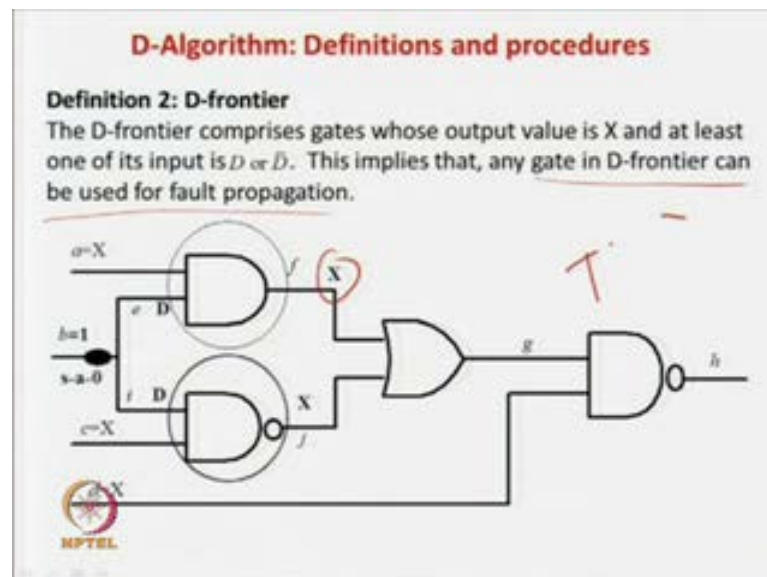 D-Algorithm: Definitions and procedures
Definition 2: D-frontier
The D-frontier comprises gates whose output value is X and at least
one of its input is D or D̄. This implies that, any gate in D-frontier can
be used for fault propagation.
a=X
f
X
e D
b=1
s-a-0
g
h
i D
X
c=X
j
d=X
NPTEL